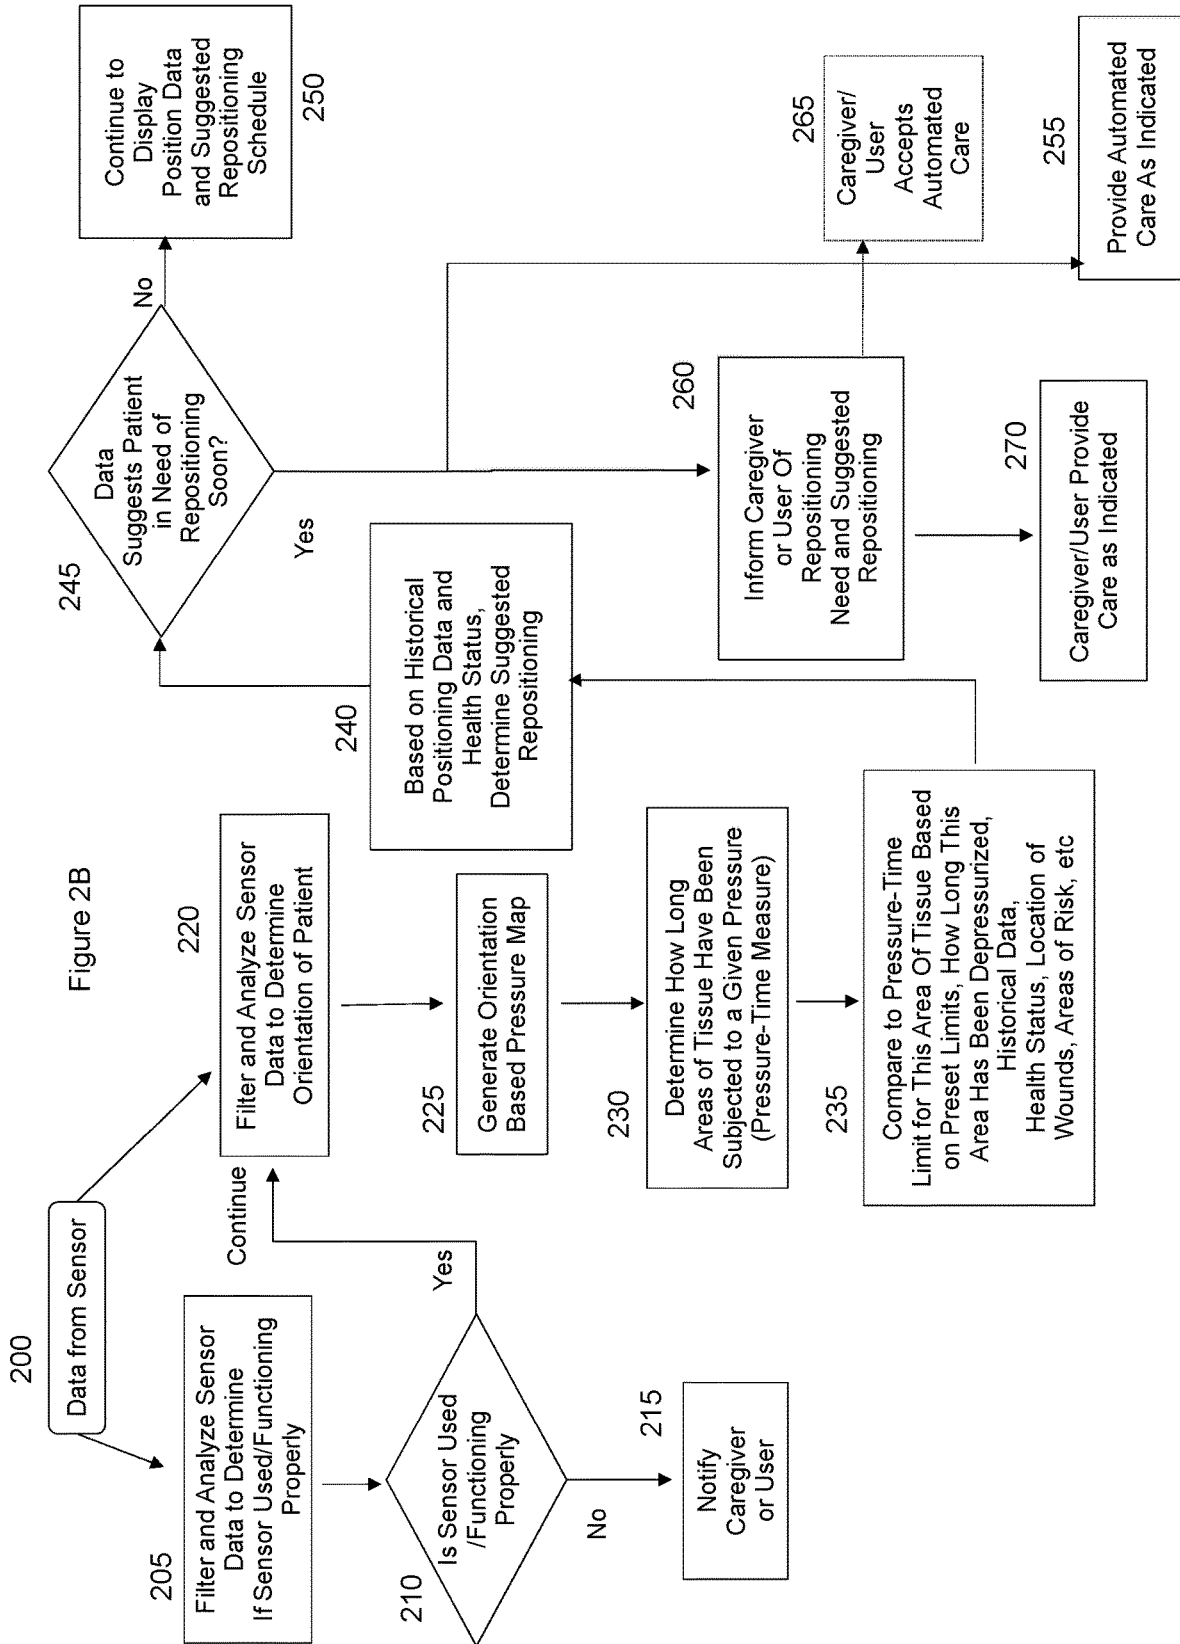 Figure 2B
200
Data from Sensor
205
Filter and Analyze Sensor
Data to Determine
If Sensor Used/Functioning
Properly
210
Is Sensor Used
/Functioning
Properly
Yes
No
215
Notify
Caregiver
or User
Continue
220
Filter and Analyze Sensor
Data to Determine
Orientation of Patient
225
Generate Orientation
Based Pressure Map
230
Determine How Long
Areas of Tissue Have Been
Subjected to a Given Pressure
(Pressure-Time Measure)
235
Compare to Pressure-Time
Limit for This Area Of Tissue Based
on Preset Limits, How Long This
Area Has Been Depressurized,
Historical Data,
Health Status, Location of
Wounds, Areas of Risk, etc
240
Based on Historical
Positioning Data and
Health Status,
Determine Suggested
Repositioning
245
Data
Suggests Patient
in Need of
Repositioning
Soon?
No
Yes
Continue to
Display
Position Data
and Suggested
Repositioning
Schedule
250
260
Inform Caregiver
or User Of
Repositioning
Need and Suggested
Repositioning
265
Caregiver/
User
Accepts
Automated
Care
255
Provide Automated
Care As Indicated
270
Caregiver/User Provide
Care as Indicated